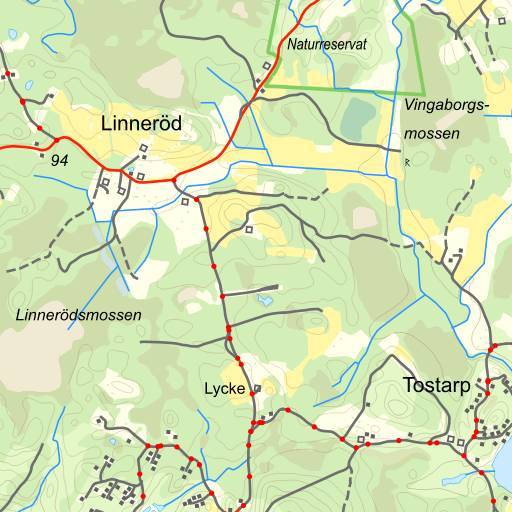 Naturreservat
Vingaborgs-
mossen
Linneröd
94
R
Linnerödsmossen
Lycke
Tostarp